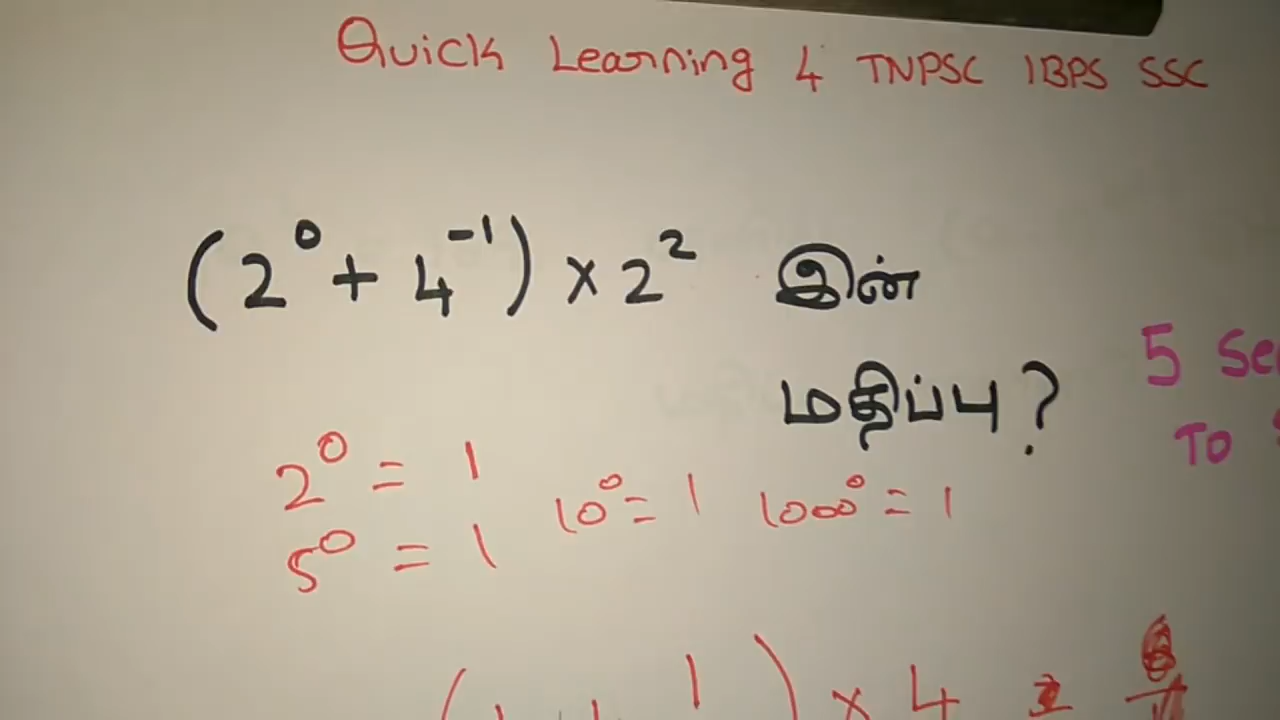 Quick Learning 4 TNPSC IBPS SSC
(2⁰ + 4⁻¹) × 2² இன்
மதிப்பு?
5
To
2⁰ = 1
10⁰ = 1 1000⁰ = 1
5⁰ = 1
1 ) × 4